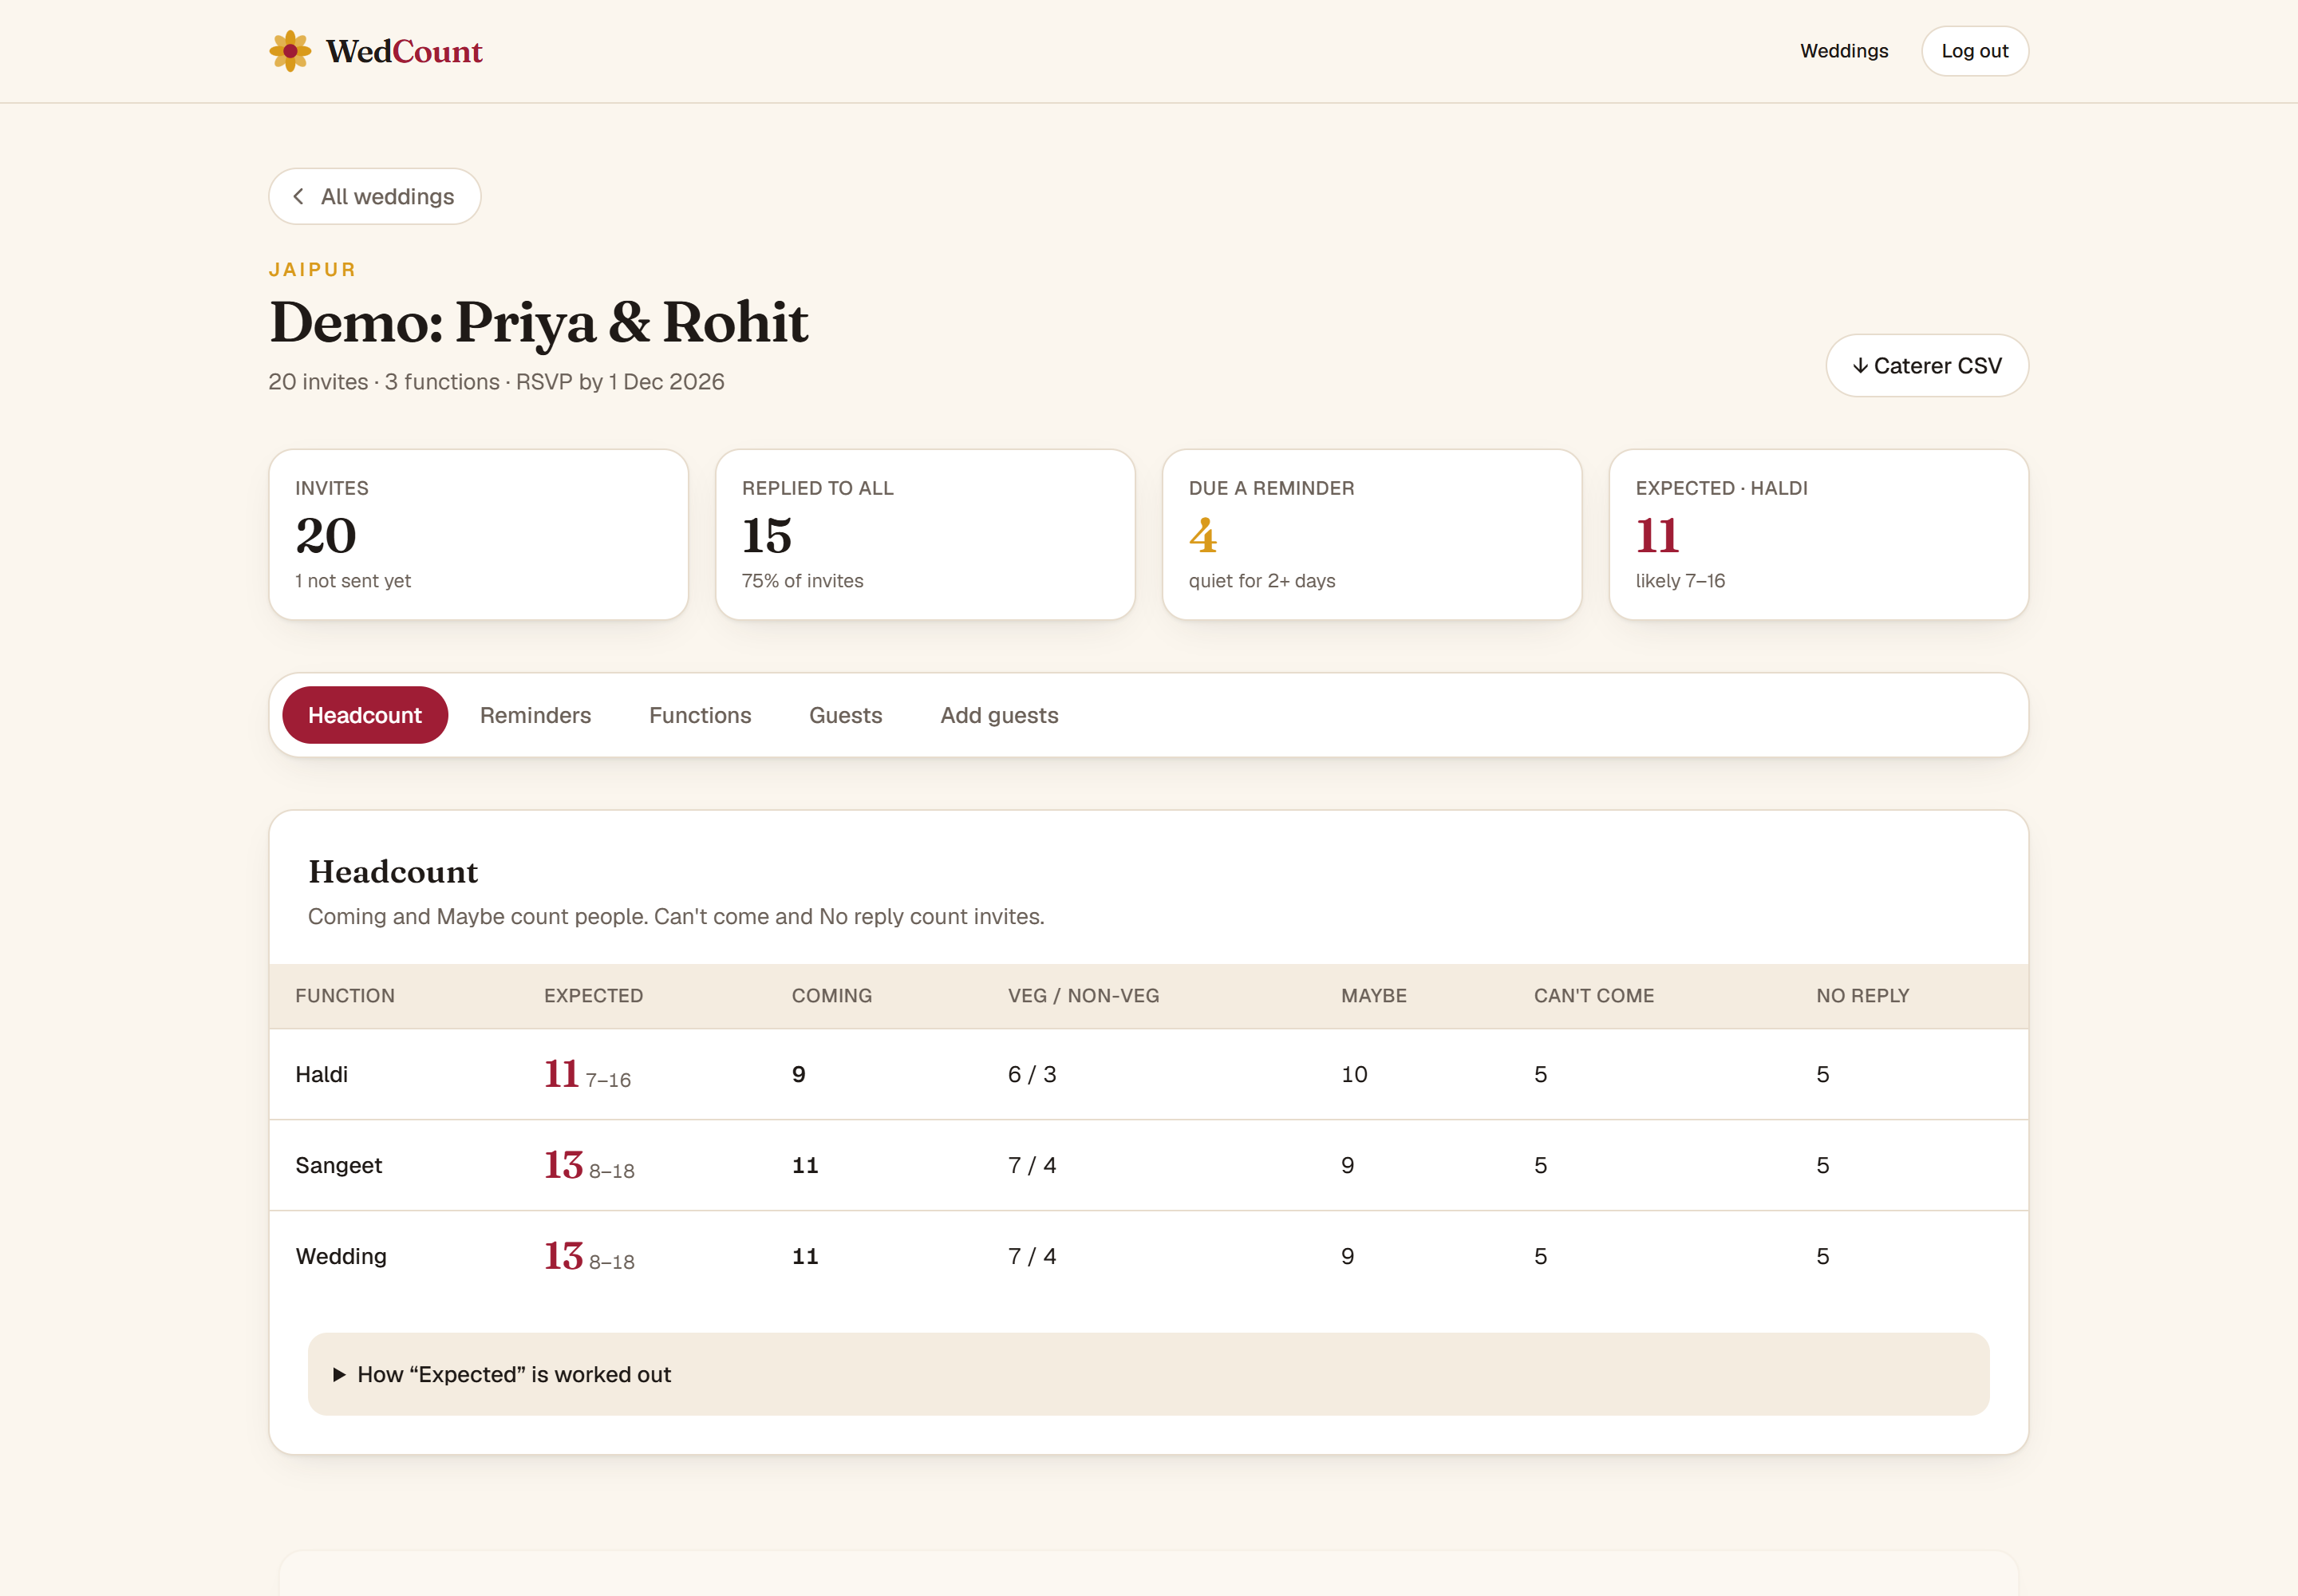 WedCount
Weddings
Log out
All weddings
JAIPUR
Demo: Priya & Rohit
20 invites · 3 functions · RSVP by 1 Dec 2026
↓ Caterer CSV
INVITES
20
1 not sent yet
REPLIED TO ALL
15
75% of invites
DUE A REMINDER
4
quiet for 2+ days
EXPECTED · HALDI
11
likely 7–16
Headcount Reminders Functions Guests Add guests
Headcount
Coming and Maybe count people. Can't come and No reply count invites.
FUNCTION EXPECTED COMING VEG / NON-VEG MAYBE CAN'T COME NO REPLY
Haldi 11 7–16 9 6 / 3 10 5 5
Sangeet 13 8–18 11 7 / 4 9 5 5
Wedding 13 8–18 11 7 / 4 9 5 5
How “Expected” is worked out